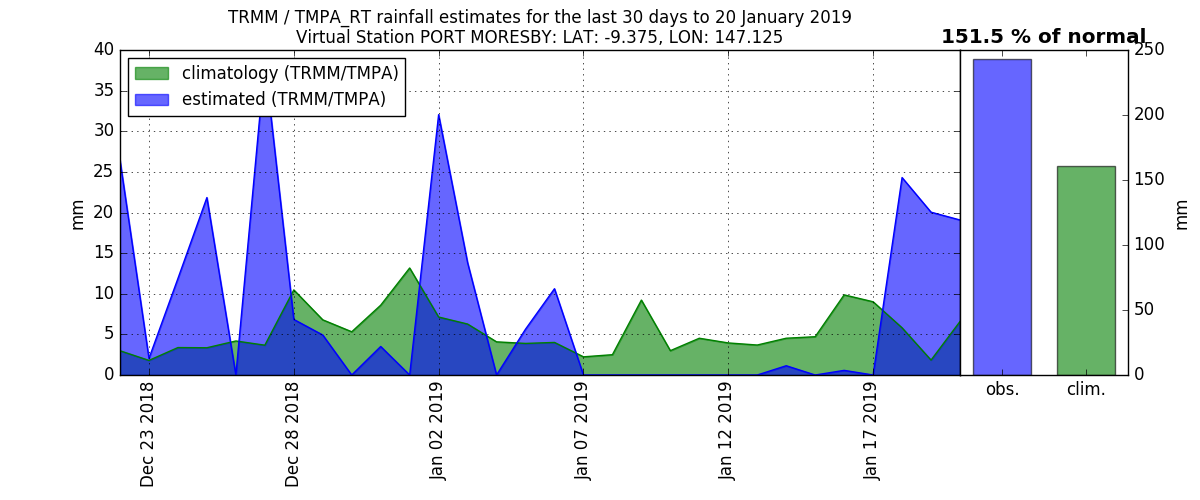 TRMM / TMPA_RT rainfall estimates for the last 30 days to 20 January 2019
Virtual Station PORT MORESBY: LAT: -9.375, LON: 147.125
151.5 % of normal
climatology (TRMM/TMPA)
estimated (TRMM/TMPA)
mm
40
35
30
25
20
15
10
5
0
Dec 23 2018
Dec 28 2018
Jan 02 2019
Jan 07 2019
Jan 12 2019
Jan 17 2019
250
200
150
100
50
0
mm
obs.
clim.